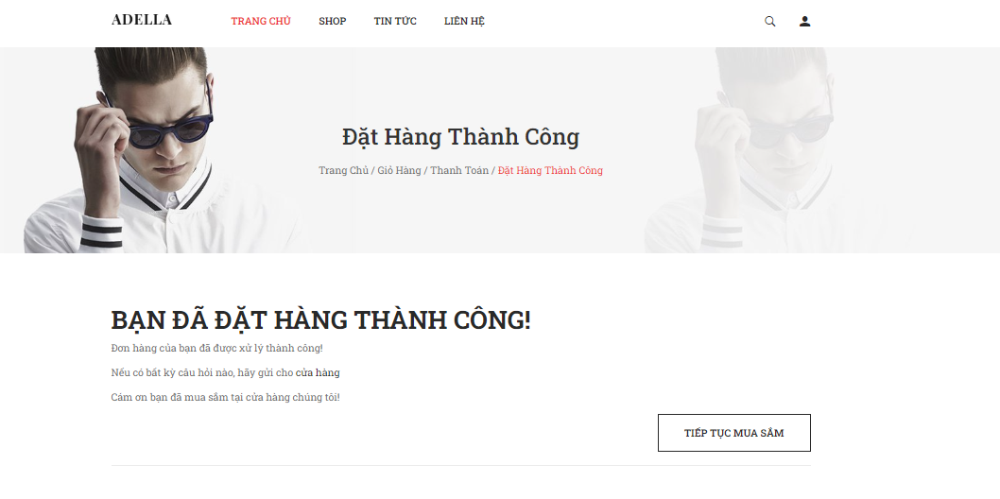 ADELLA TRANG CHỦ SHOP TIN TỨC LIÊN HỆ
Đặt Hàng Thành Công
Trang Chủ / Giỏ Hàng / Thanh Toán / Đặt Hàng Thành Công
BẠN ĐÃ ĐẶT HÀNG THÀNH CÔNG!
Đơn hàng của bạn đã được xử lý thành công!
Nếu có bất kỳ câu hỏi nào, hãy gửi cho cửa hàng
Cám ơn bạn đã mua sắm tại cửa hàng chúng tôi!
TIẾP TỤC MUA SẮM